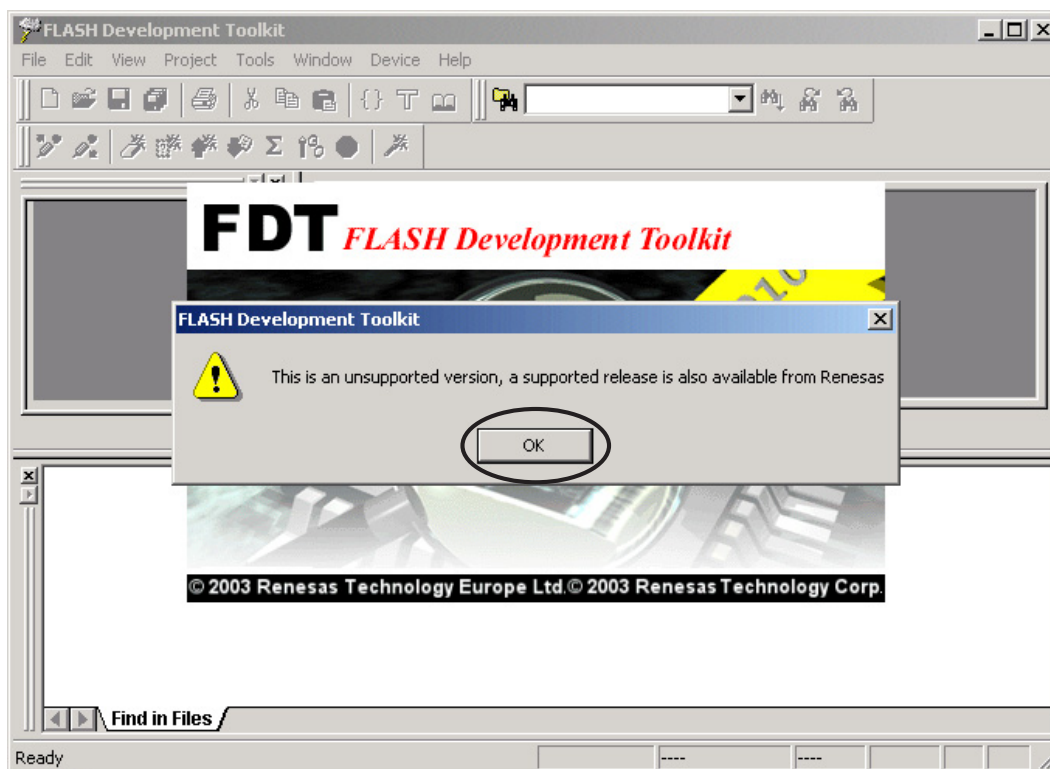 FLASH Development Toolkit
File Edit View Project Tools Window Device Help
FDT FLASH Development Toolkit
FLASH Development Toolkit
This is an unsupported version, a supported release is also available from Renesas
OK
© 2003 Renesas Technology Europe Ltd.© 2003 Renesas Technology Corp.
Find in Files
Ready ---- ----